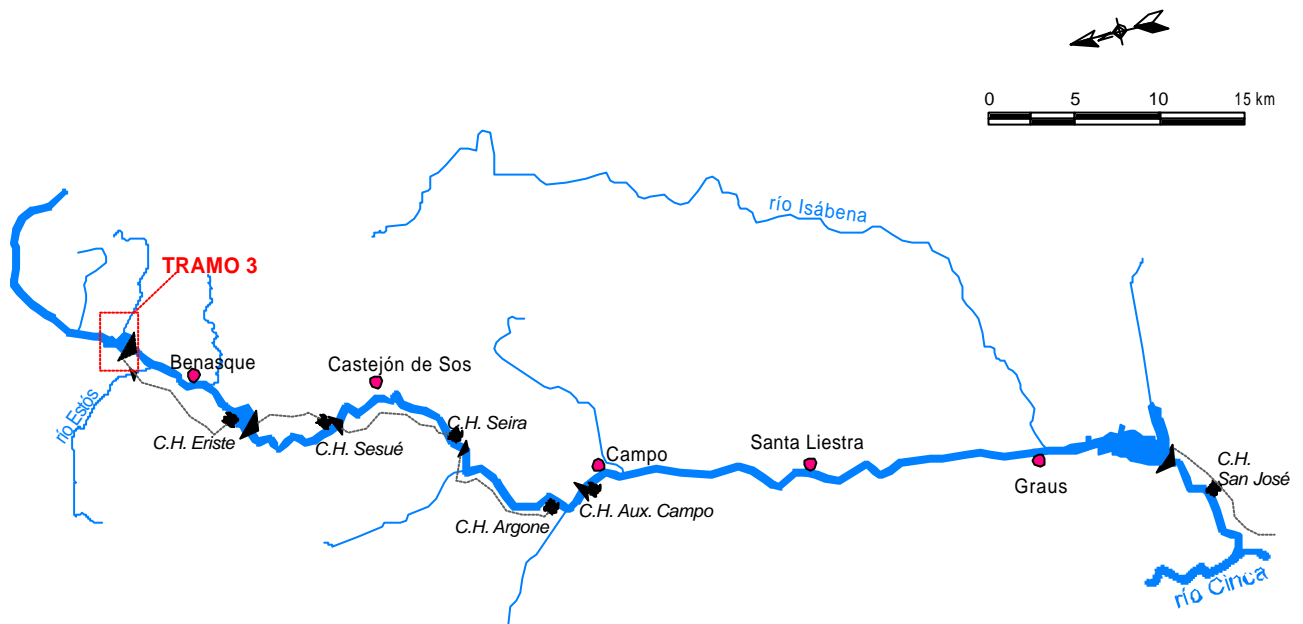 0 5 10 15 km
río Isábena
TRAMO 3
Benasque
Castejón de Sos
río Estós
C.H. Eriste
C.H. Sesué
C.H. Seira
Campo
Santa Liestra
Graus
C.H.
San José
C.H. Argone
C.H. Aux. Campo
río Cinca